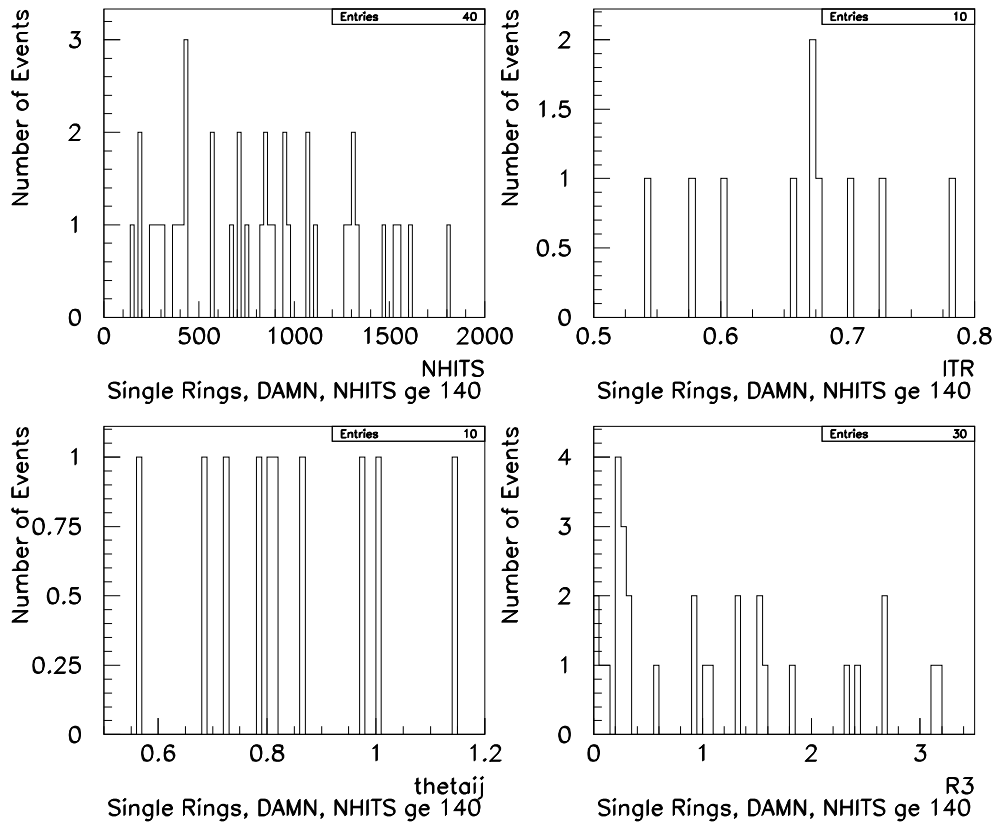 Entries 40
Number of Events
3
2
1
0
0 500 1000 1500 2000
NHITS
Single Rings, DAMN, NHITS ge 140
Entries 10
Number of Events
2
1.5
1
0.5
0
0.5 0.6 0.7 0.8
ITR
Single Rings, DAMN, NHITS ge 140
Entries 10
Number of Events
1
0.75
0.5
0.25
0
0.6 0.8 1 1.2
thetaij
Single Rings, DAMN, NHITS ge 140
Entries 30
Number of Events
4
3
2
1
0
0 1 2 3
R3
Single Rings, DAMN, NHITS ge 140